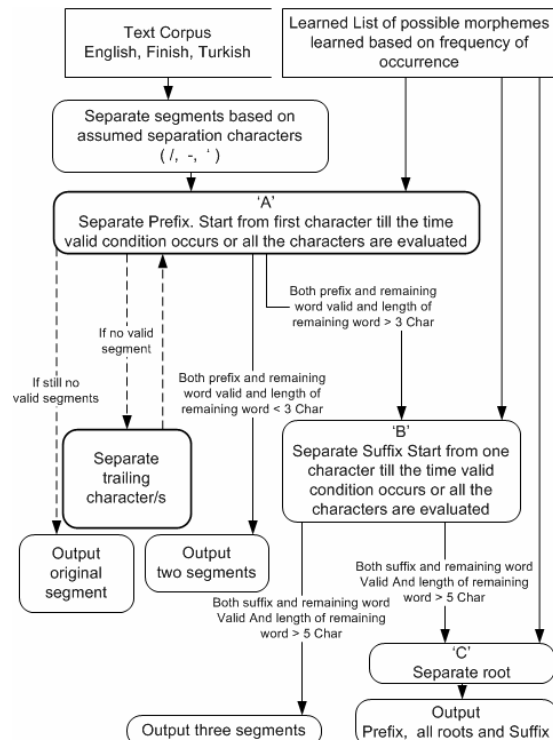 Text Corpus
English, Finish, Turkish
Learned List of possible morphemes
learned based on frequency of
occurrence
Separate segments based on
assumed separation characters
( /, -, ‘ )
‘A’
Separate Prefix. Start from first character till the time
valid condition occurs or all the characters are evaluated
Both prefix and remaining
word valid and length of
remaining word > 3 Char
If no valid
segment
If still no
valid segments
Both prefix and remaining
word valid and length of
remaining word < 3 Char
‘B’
Separate Suffix Start from one
character till the time valid
condition occurs or all the
characters are evaluated
Separate
trailing
character/s
Output
original
segment
Output
two segments
Both suffix and remaining word
Valid And length of remaining
word > 5 Char
Both suffix and remaining word
Valid And length of remaining
word > 5 Char
‘C’
Separate root
Output three segments
Output
Prefix, all roots and Suffix